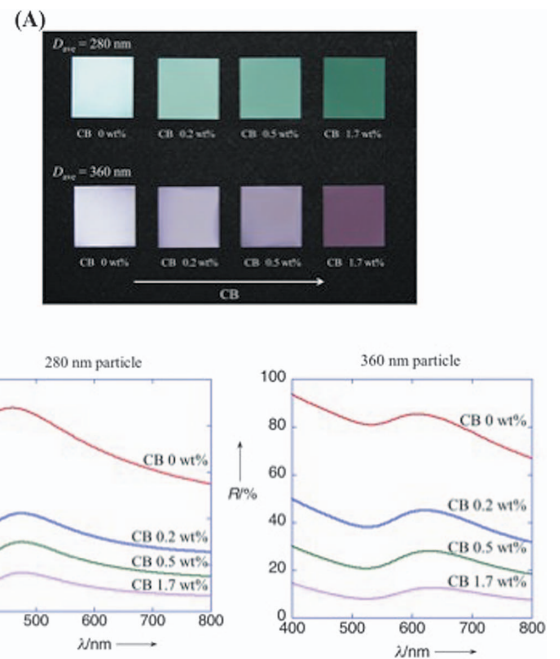 (A)
Dave = 280 nm
CB 0 wt% CB 0.2 wt% CB 0.5 wt% CB 1.7 wt%
Dave = 360 nm
CB 0 wt% CB 0.2 wt% CB 0.5 wt% CB 1.7 wt%
CB
280 nm particle
CB 0 wt%
CB 0.2 wt%
CB 0.5 wt%
CB 1.7 wt%
500 600 700 800
λ/nm
360 nm particle
100
80
60
40
20
0
R/%
CB 0 wt%
CB 0.2 wt%
CB 0.5 wt%
CB 1.7 wt%
400 500 600 700 800
λ/nm